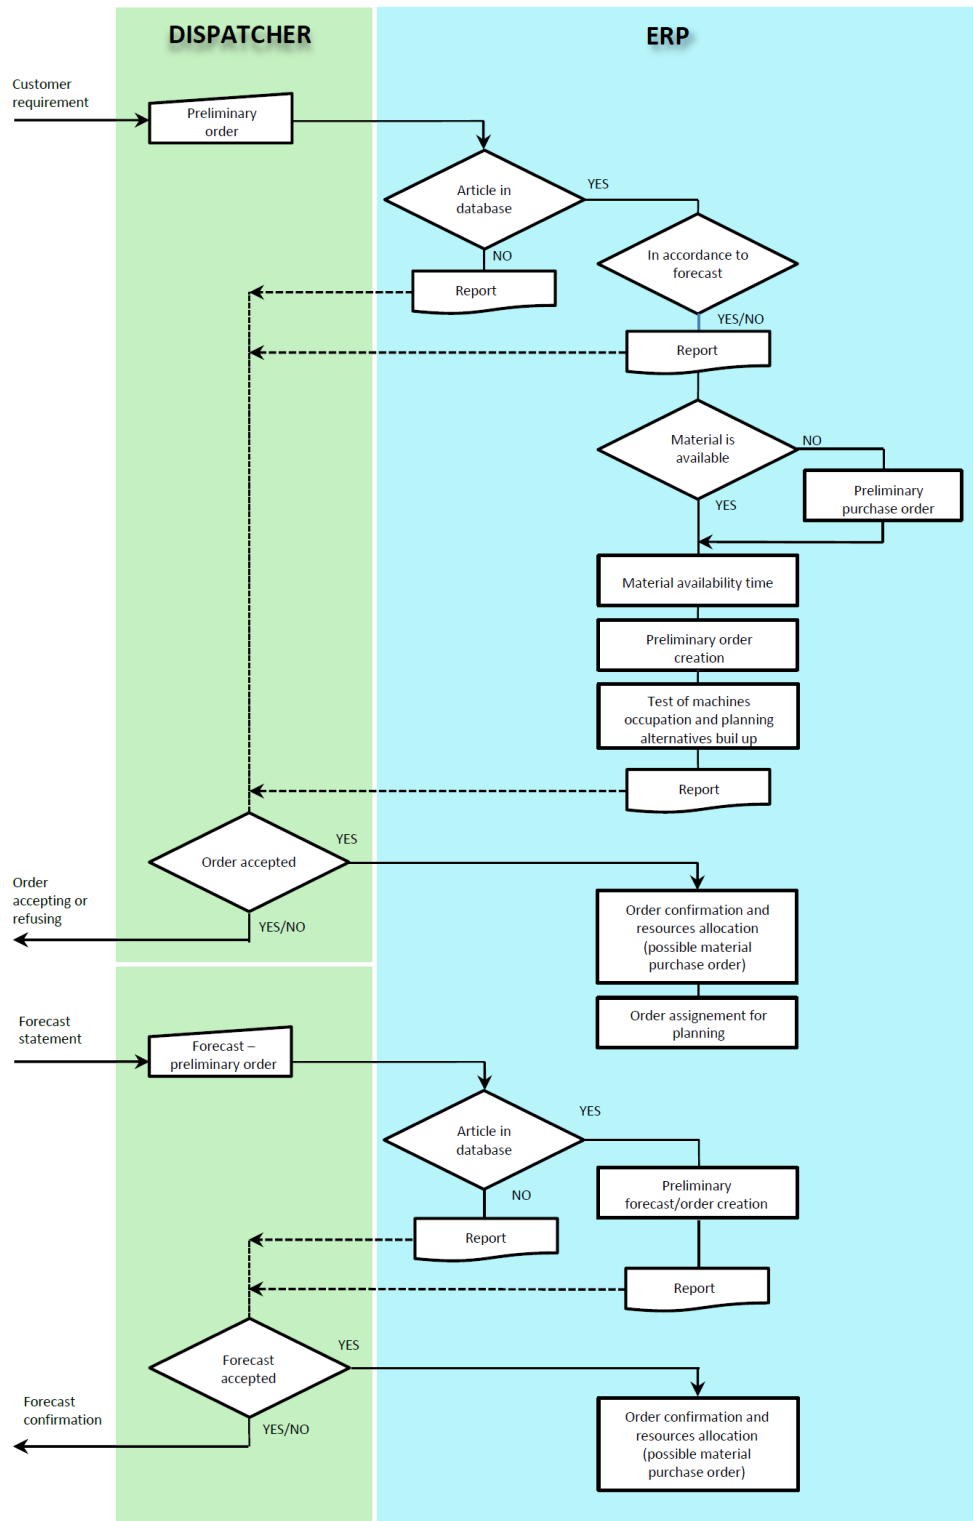 DISPATCHER
ERP
Customer
requirement
Preliminary
order
Article in
database
YES
NO
Report
In accordance to
forecast
YES/NO
Report
Material is
available
NO
YES
Preliminary
purchase order
Material availability time
Preliminary order
creation
Test of machines
occupation and planning
alternatives buil up
Report
Order accepted
YES
YES/NO
Order
accepting or
refusing
Order confirmation and
resources allocation
(possible material
purchase order)
Order assignement for
planning
Forecast
statement
Forecast –
preliminary order
Article in
database
YES
NO
Report
Preliminary
forecast/order creation
Report
Forecast
accepted
YES
YES/NO
Forecast
confirmation
Order confirmation and
resources allocation
(possible material
purchase order)